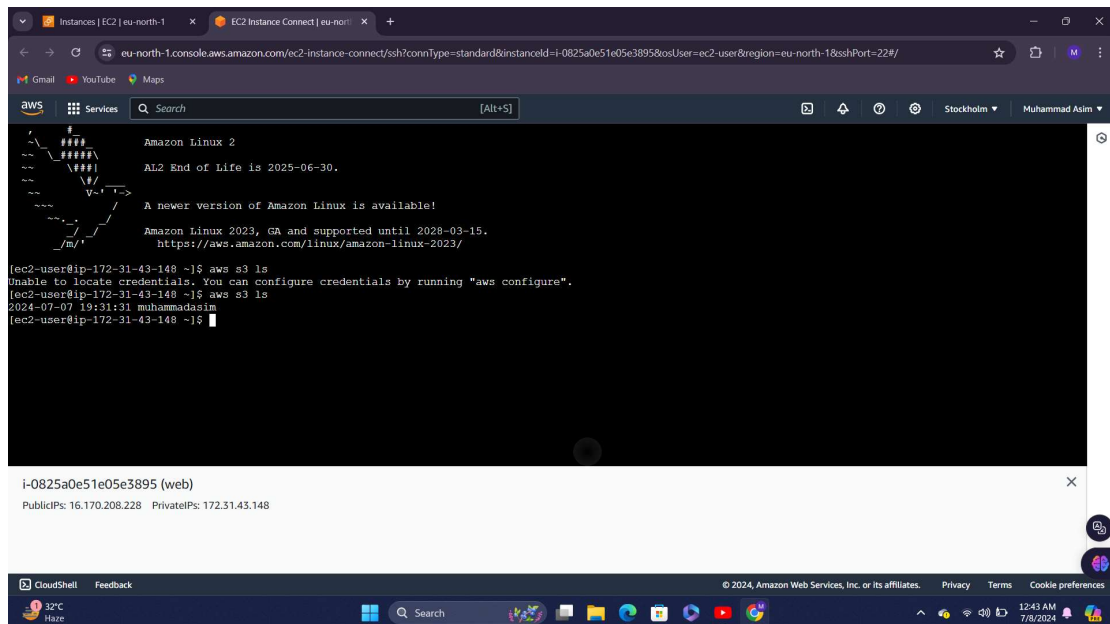 Instances | EC2 | eu-north-1
EC2 Instance Connect | eu-nort
eu-north-1.console.aws.amazon.com/ec2-instance-connect/ssh?connType=standard&instanceId=i-0825a0e51e05e3895&osUser=ec2-user&region=eu-north-1&sshPort=22#/
M
Gmail YouTube Maps
aws Services Search [Alt+S] Stockholm Muhammad Asim
, #_
~\_ ####_ Amazon Linux 2
~~ \_#####\
~~ \###| AL2 End of Life is 2025-06-30.
~~ \#/ ___
~~ V~' '->
~~~ / A newer version of Amazon Linux is available!
~~._. _/
_/ _/ Amazon Linux 2023, GA and supported until 2028-03-15.
_/m/' https://aws.amazon.com/linux/amazon-linux-2023/
[ec2-user@ip-172-31-43-148 ~]$ aws s3 ls
Unable to locate credentials. You can configure credentials by running "aws configure".
[ec2-user@ip-172-31-43-148 ~]$ aws s3 ls
2024-07-07 19:31:31 muhammadasim
[ec2-user@ip-172-31-43-148 ~]$
i-0825a0e51e05e3895 (web)
PublicIPs: 16.170.208.228 PrivateIPs: 172.31.43.148
CloudShell Feedback © 2024, Amazon Web Services, Inc. or its affiliates. Privacy Terms Cookie preferences
1 32°C
Haze
Search
12:43 AM
7/8/2024